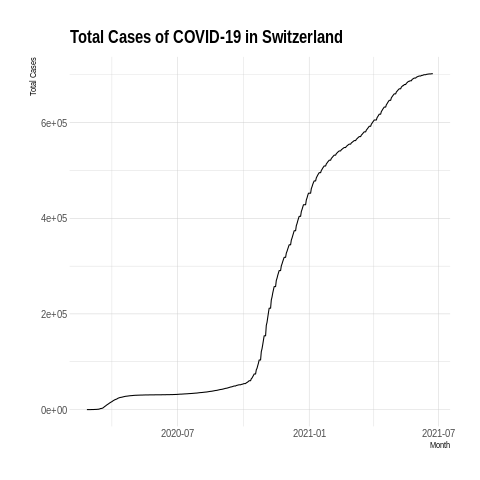 Total Cases of COVID-19 in Switzerland
Total Cases
6e+05
4e+05
2e+05
0e+00
2020-07
2021-01
2021-07
Month